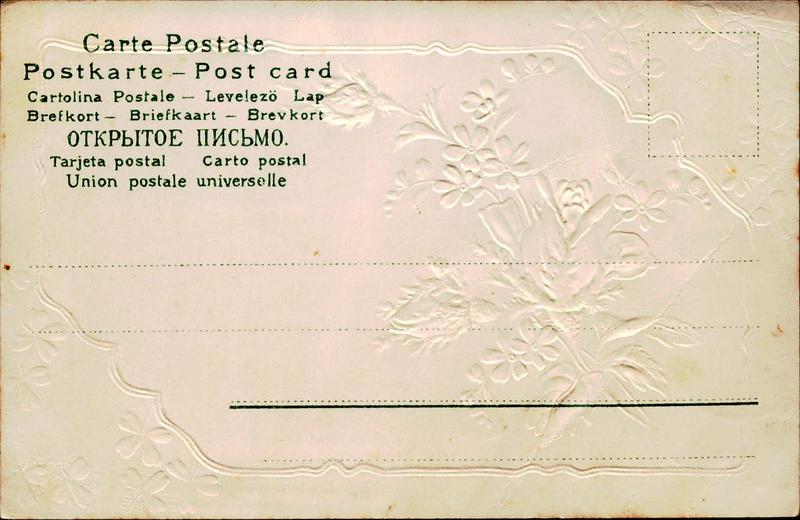 Carte Postale
Postkarte – Post card
Cartolina Postale – Levelezö Lap
Brefkort – Briefkaart – Brevkort
ОТКРЫТОЕ ПИСЬМО.
Tarjeta postal Carto postal
Union postale universelle